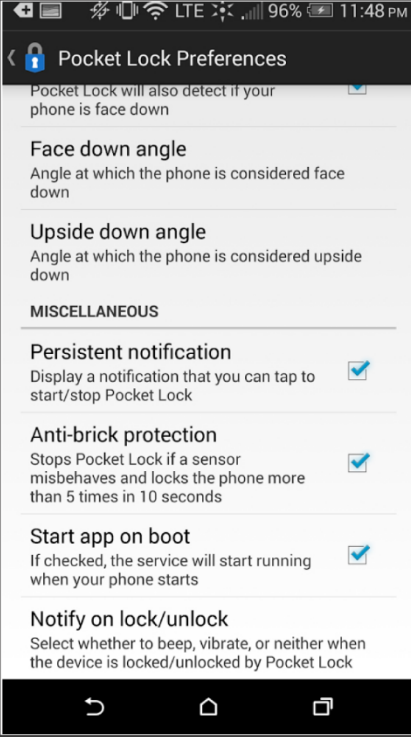 LTE 96% 11:48 PM
Pocket Lock Preferences
Pocket Lock will also detect if your
phone is face down
Face down angle
Angle at which the phone is considered face
down
Upside down angle
Angle at which the phone is considered upside
down
MISCELLANEOUS
Persistent notification
Display a notification that you can tap to
start/stop Pocket Lock
Anti-brick protection
Stops Pocket Lock if a sensor
misbehaves and locks the phone more
than 5 times in 10 seconds
Start app on boot
If checked, the service will start running
when your phone starts
Notify on lock/unlock
Select whether to beep, vibrate, or neither when
the device is locked/unlocked by Pocket Lock